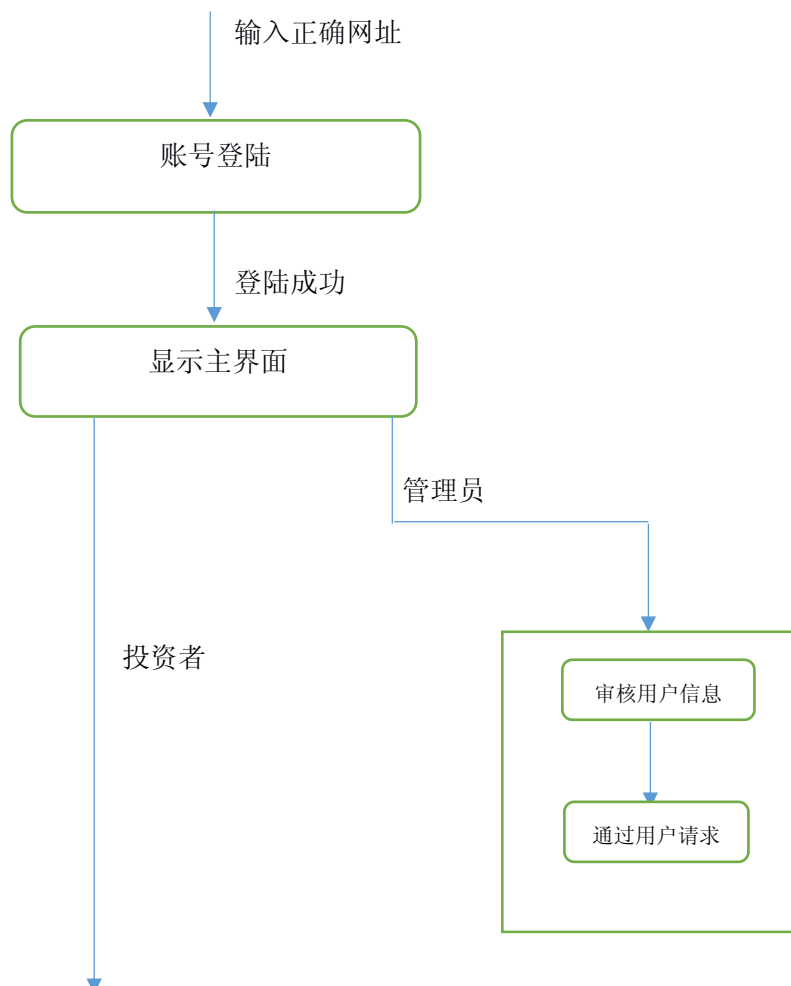 输入正确网址
账号登陆
登陆成功
显示主界面
管理员
投资者
审核用户信息
通过用户请求